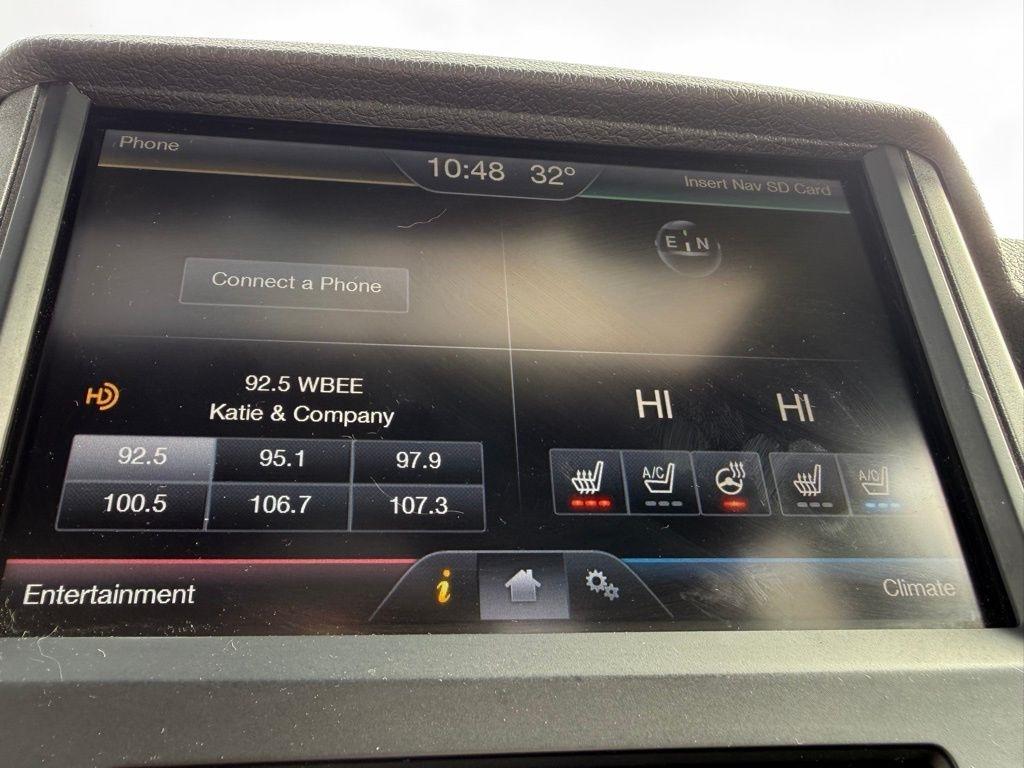 Phone
10:48 32°
Insert Nav SD Card
E N
Connect a Phone
HD
92.5 WBEE
Katie & Company
HI HI
92.5 95.1 97.9
100.5 106.7 107.3
A/C A/C
Entertainment
i
Climate